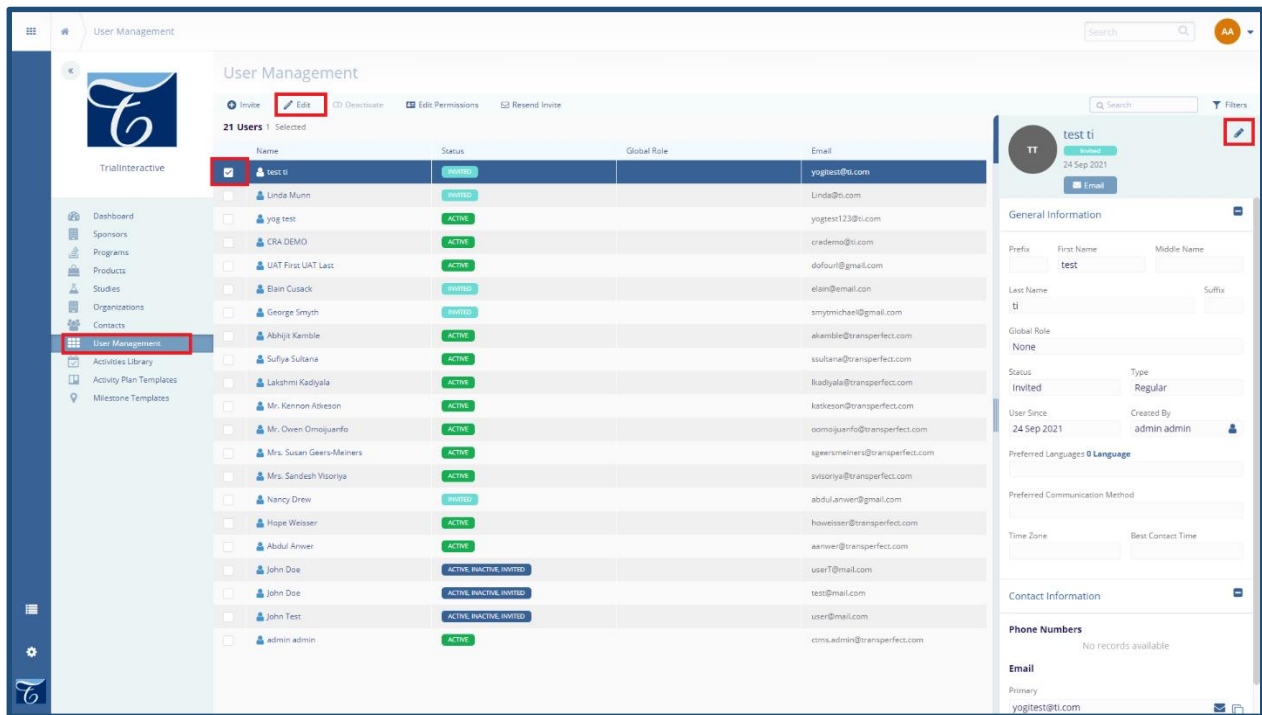 User Management
Search
AA
TrialInteractive
Dashboard
Sponsors
Programs
Products
Studies
Organizations
Contacts
User Management
Activities Library
Activity Plan Templates
Milestone Templates
User Management
Invite Edit Deactivate Edit Permissions Resend Invite
Search Filters
21 Users 1 Selected
Name Status Global Role Email
test ti INVITED yogitest@ti.com
Linda Munn INVITED Linda@ti.com
yog test ACTIVE yogtest123@ti.com
CRA DEMO ACTIVE crademo@ti.com
UAT First UAT Last ACTIVE dofourl@gmail.com
Elain Cusack INVITED elain@email.con
George Smyth INVITED smytmichael@gmail.com
Abhijit Kamble ACTIVE akamble@transperfect.com
Sufiya Sultana ACTIVE ssultana@transperfect.com
Lakshmi Kadiyala ACTIVE lkadiyala@transperfect.com
Mr. Kennon Atkeson ACTIVE katkeson@transperfect.com
Mr. Owen Omoijuanfo ACTIVE oomoijuanfo@transperfect.com
Mrs. Susan Geers-Meiners ACTIVE sgeersmeiners@transperfect.com
Mrs. Sandesh Visoriya ACTIVE svisoriya@transperfect.com
Nancy Drew INVITED abdul.anwer@gmail.com
Hope Weisser ACTIVE howeisser@transperfect.com
Abdul Anwer ACTIVE aanwer@transperfect.com
John Doe ACTIVE, INACTIVE, INVITED userT@mail.com
John Doe ACTIVE, INACTIVE, INVITED test@mail.com
John Test ACTIVE, INACTIVE, INVITED user@mail.com
admin admin ACTIVE ctms.admin@transperfect.com
TT
test ti
Invited
24 Sep 2021
Email
General Information
Prefix First Name Middle Name
test
Last Name Suffix
ti
Global Role
None
Status Type
Invited Regular
User Since Created By
24 Sep 2021 admin admin
Preferred Languages 0 Language
Preferred Communication Method
Time Zone Best Contact Time
Contact Information
Phone Numbers
No records available
Email
Primary
yogitest@ti.com